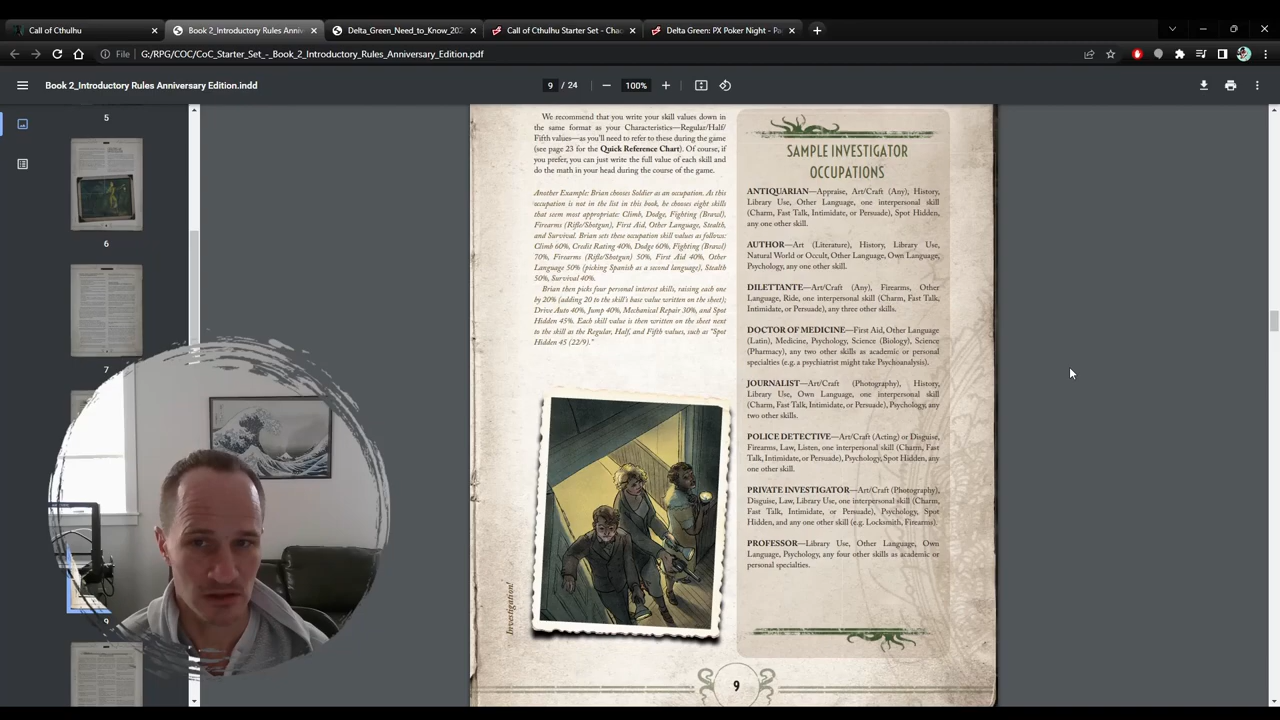 Call of Cthulhu
Book 2_Introductory Rules Anniver
Delta_Green_Need_to_Know_202
Call of Cthulhu Starter Set - Chao
Delta Green: PX Poker Night - Pa
File
G:/RPG/COC/CoC_Starter_Set_-_Book_2_Introductory_Rules_Anniversary_Edition.pdf
Book 2_Introductory Rules Anniversary Edition.indd
9 / 24
100%
5
6
7
9
We recommend that you write your skill values down in
the same format as your Characteristics—Regular/Half/
Fifth values—as you'll need to refer to these during the game
(see page 23 for the Quick Reference Chart). Of course, if
you prefer, you can just write the full value of each skill and
do the math in your head during the course of the game.
Another Example: Brian chooses Soldier as an occupation. As this
occupation is not in the list in this book, he chooses eight skills
that seem most appropriate: Climb, Dodge, Fighting (Brawl),
Firearms (Rifle/Shotgun), First Aid, Other Language, Stealth,
and Survival. Brian sets these occupation skill values as follows:
Climb 60%, Credit Rating 40%, Dodge 60%, Fighting (Brawl)
70%, Firearms (Rifle/Shotgun) 50%, First Aid 40%, Other
Language 50% (picking Spanish as a second language), Stealth
50%, Survival 40%.
Brian then picks four personal interest skills, raising each one
by 20% (adding 20 to the skill's base value written on the sheet);
Drive Auto 40%, Jump 40%, Mechanical Repair 30%, and Spot
Hidden 45%. Each skill value is then written on the sheet next
to the skill as the Regular, Half, and Fifth values, such as "Spot
Hidden 45 (22/9)."
Investigation!
SAMPLE INVESTIGATOR
OCCUPATIONS
ANTIQUARIAN—Appraise, Art/Craft (Any), History,
Library Use, Other Language, one interpersonal skill
(Charm, Fast Talk, Intimidate, or Persuade), Spot Hidden,
any one other skill.
AUTHOR—Art (Literature), History, Library Use,
Natural World or Occult, Other Language, Own Language,
Psychology, any one other skill.
DILETTANTE—Art/Craft (Any), Firearms, Other
Language, Ride, one interpersonal skill (Charm, Fast Talk,
Intimidate, or Persuade), any three other skills.
DOCTOR OF MEDICINE—First Aid, Other Language
(Latin), Medicine, Psychology, Science (Biology), Science
(Pharmacy), any two other skills as academic or personal
specialties (e.g. a psychiatrist might take Psychoanalysis).
JOURNALIST—Art/Craft (Photography), History,
Library Use, Own Language, one interpersonal skill
(Charm, Fast Talk, Intimidate, or Persuade), Psychology, any
two other skills.
POLICE DETECTIVE—Art/Craft (Acting) or Disguise,
Firearms, Law, Listen, one interpersonal skill (Charm, Fast
Talk, Intimidate, or Persuade), Psychology, Spot Hidden, any
one other skill.
PRIVATE INVESTIGATOR—Art/Craft (Photography),
Disguise, Law, Library Use, one interpersonal skill (Charm,
Fast Talk, Intimidate, or Persuade), Psychology, Spot
Hidden, and any one other skill (e.g. Locksmith, Firearms).
PROFESSOR—Library Use, Other Language, Own
Language, Psychology, any four other skills as academic or
personal specialties.
9